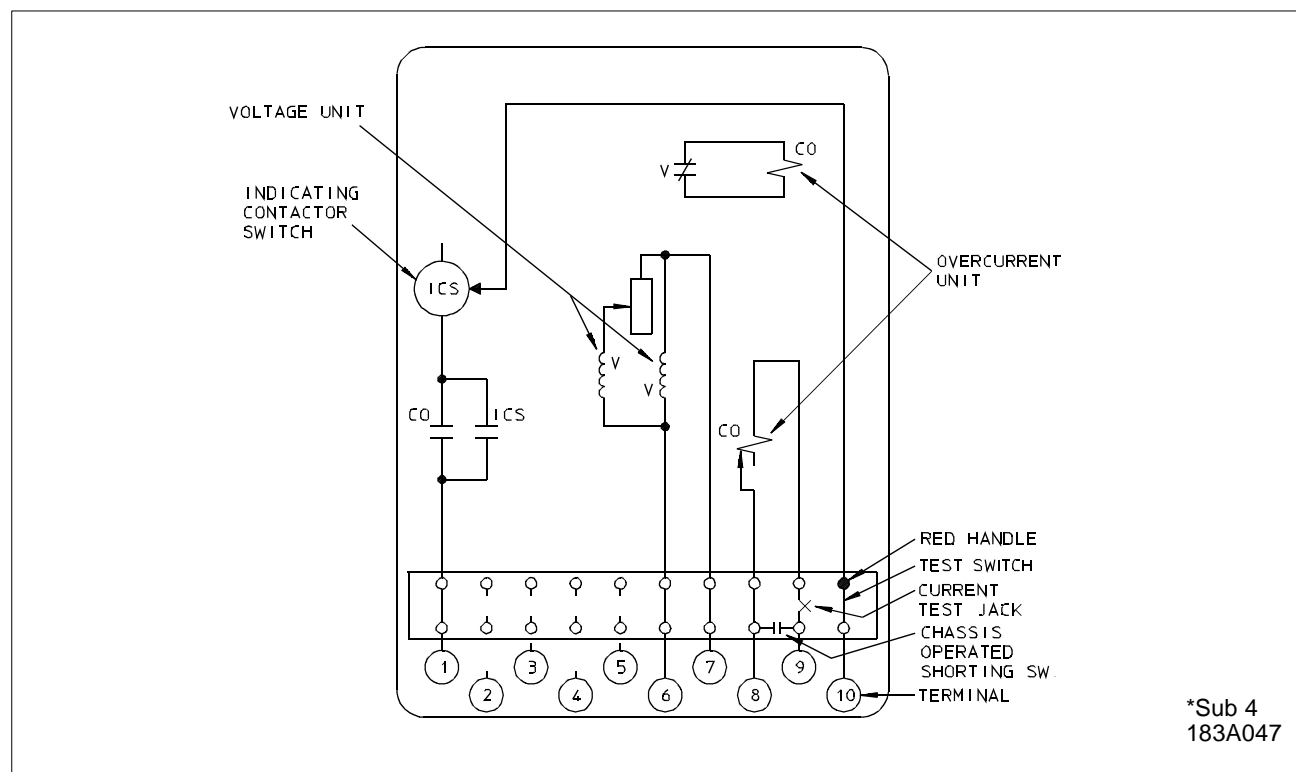 VOLTAGE UNIT
CO
V
INDICATING
CONTACTOR
SWITCH
OVERCURRENT
UNIT
ICS
V
V
CO
ICS
CO
RED HANDLE
TEST SWITCH
CURRENT
TEST JACK
CHASSIS
OPERATED
SHORTING SW.
TERMINAL
1
2
3
4
5
6
7
8
9
10
*Sub 4
183A047